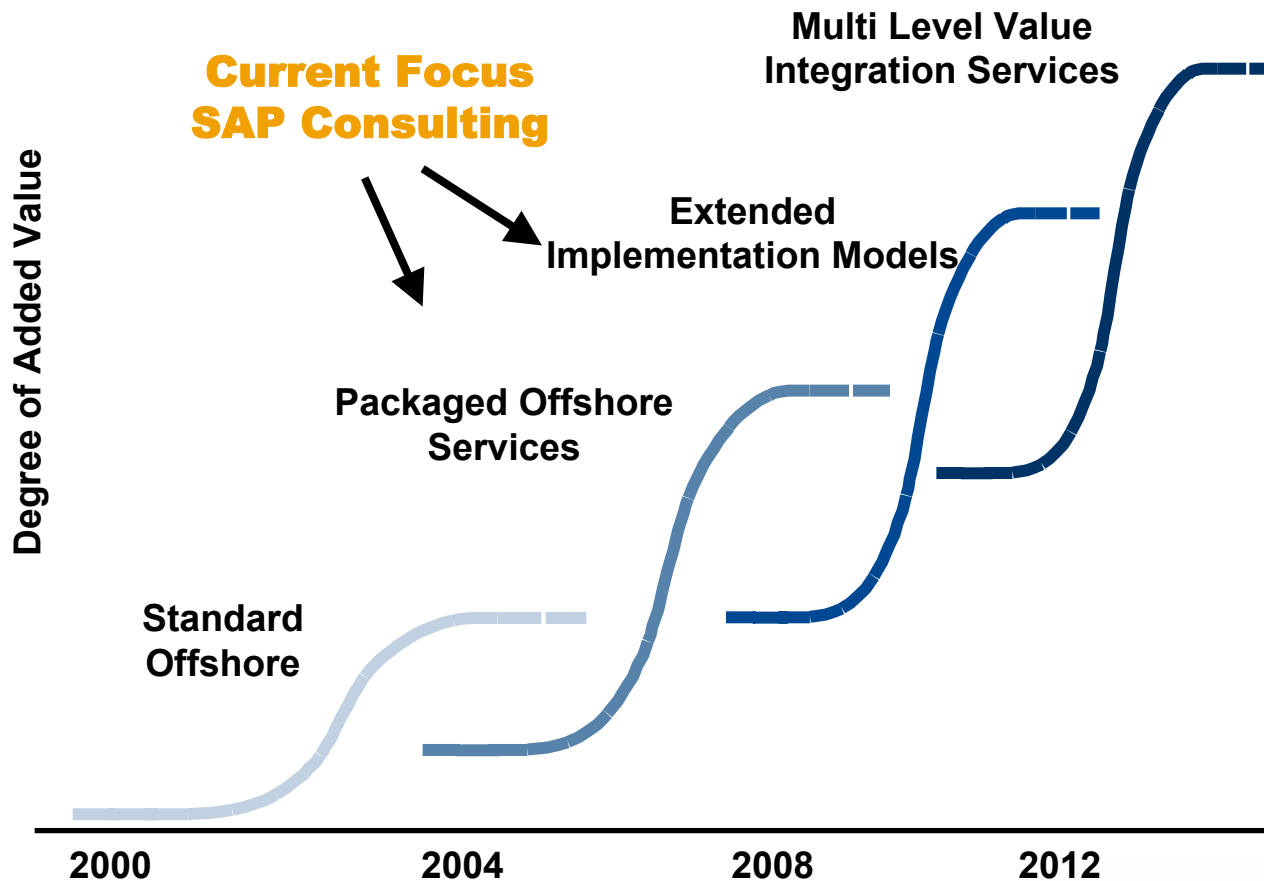 Multi Level Value
Integration Services
Current Focus
SAP Consulting
Degree of Added Value
Extended
Implementation Models
Packaged Offshore
Services
Standard
Offshore
2000
2004
2008
2012